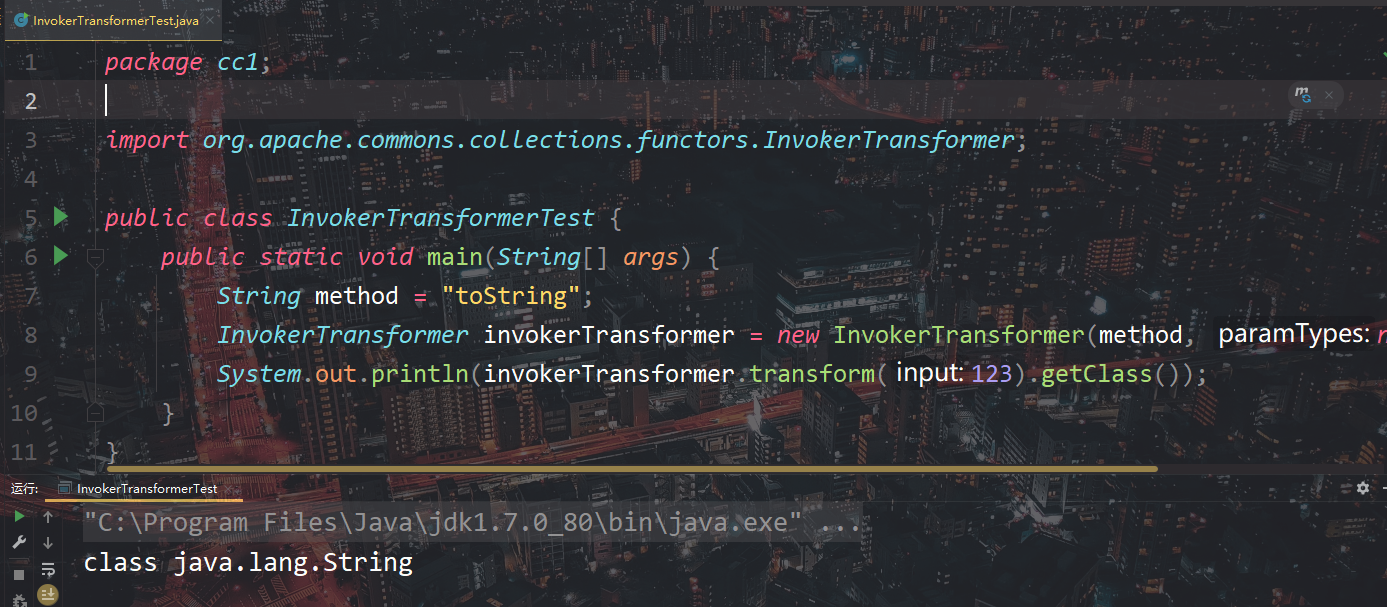 InvokerTransformerTest.java
1 package cc1;
2
3 import org.apache.commons.collections.functors.InvokerTransformer;
4
5 public class InvokerTransformerTest {
6 public static void main(String[] args) {
7 String method = "toString";
8 InvokerTransformer invokerTransformer = new InvokerTransformer(method, paramTypes:
9 System.out.println(invokerTransformer.transform( input: 123).getClass());
10 }
11 }
运行: InvokerTransformerTest
"C:\Program Files\Java\jdk1.7.0_80\bin\java.exe" ...
class java.lang.String